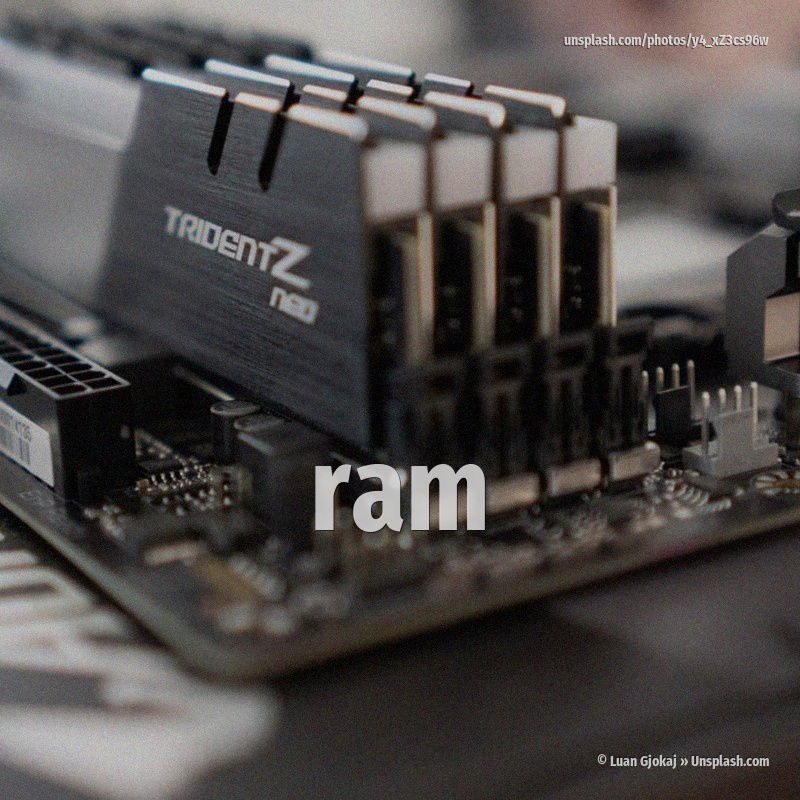 unsplash.com/photos/y4_xZ3cs96w
TRIDENTZ
neo
ram
© Luan Gjokaj » Unsplash.com